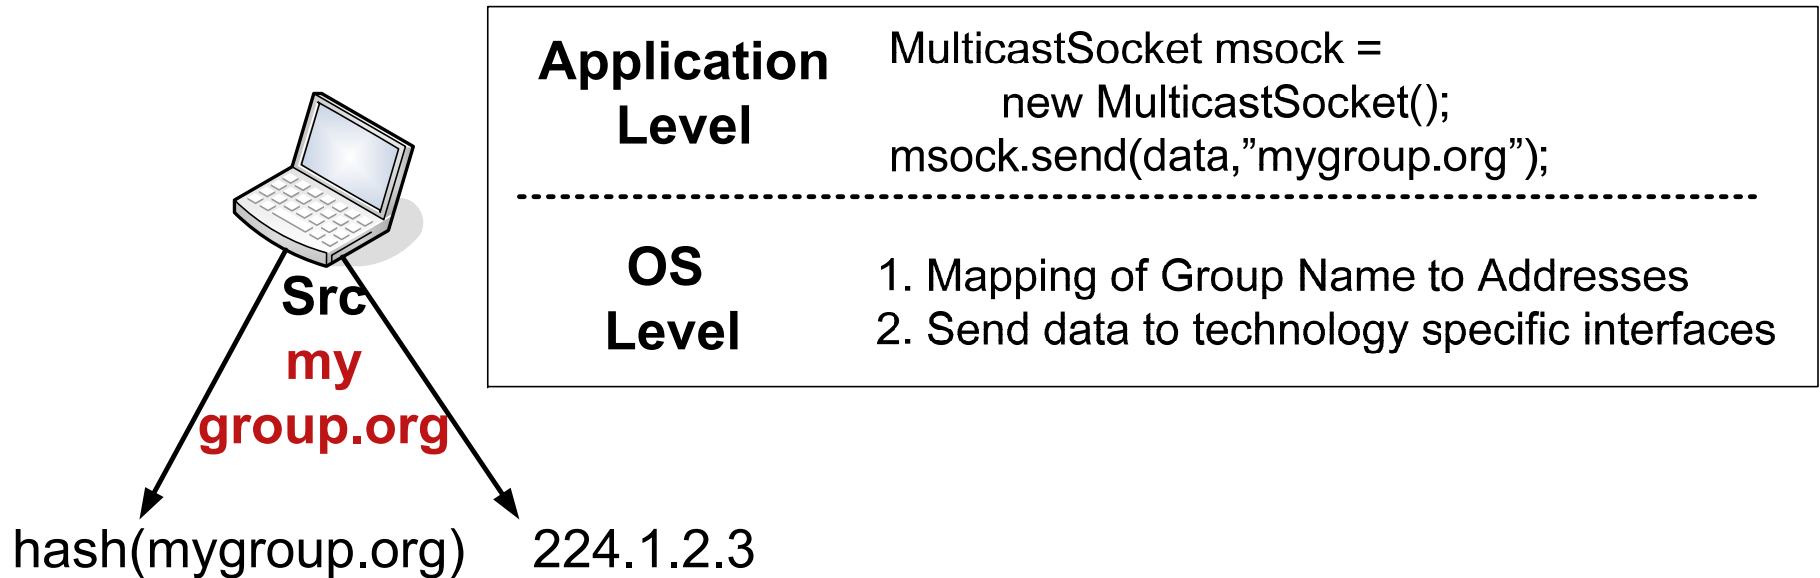 Application
Level
MulticastSocket msock =
new MulticastSocket();
msock.send(data,”mygroup.org”);
OS
Level
1. Mapping of Group Name to Addresses
2. Send data to technology specific interfaces
Src
my
group.org
hash(mygroup.org)
224.1.2.3